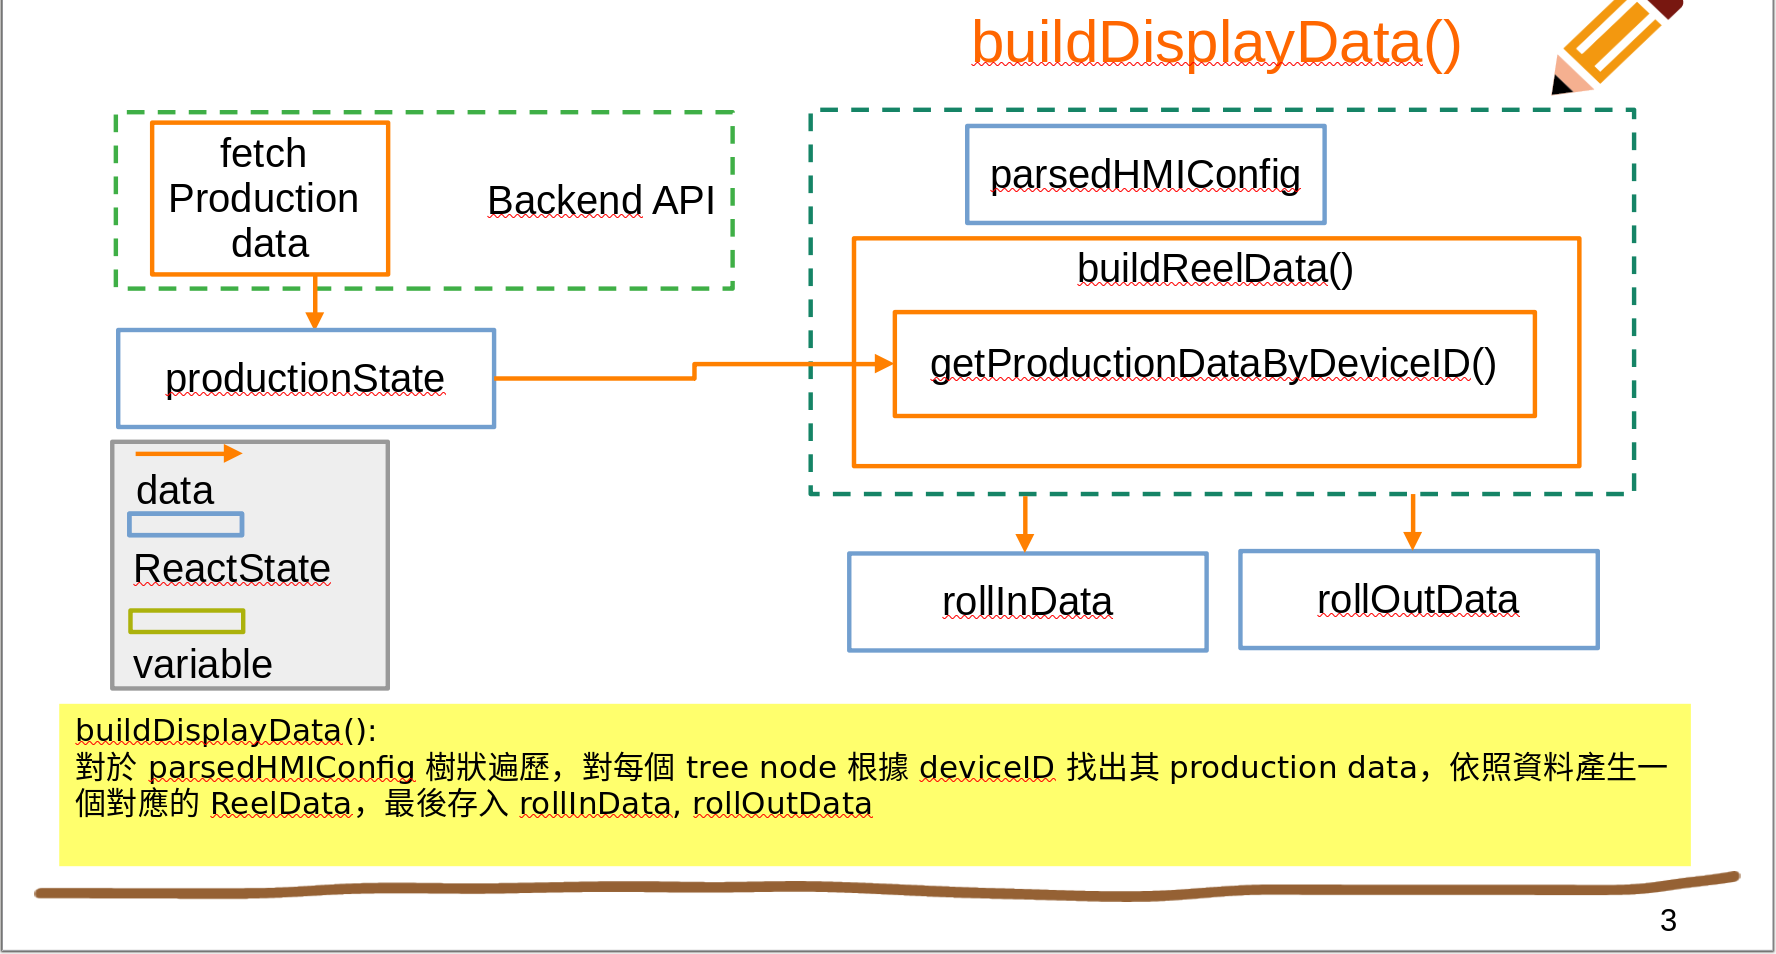 buildDisplayData()
fetch
Production
data
Backend API
parsedHMIConfig
buildReelData()
getProductionDataByDeviceID()
productionState
data
ReactState
variable
rollInData
rollOutData
buildDisplayData():
對於 parsedHMIConfig 樹狀遍歷，對每個 tree node 根據 deviceID 找出其 production data，依照資料產生一
個對應的 ReelData，最後存入 rollInData, rollOutData
3